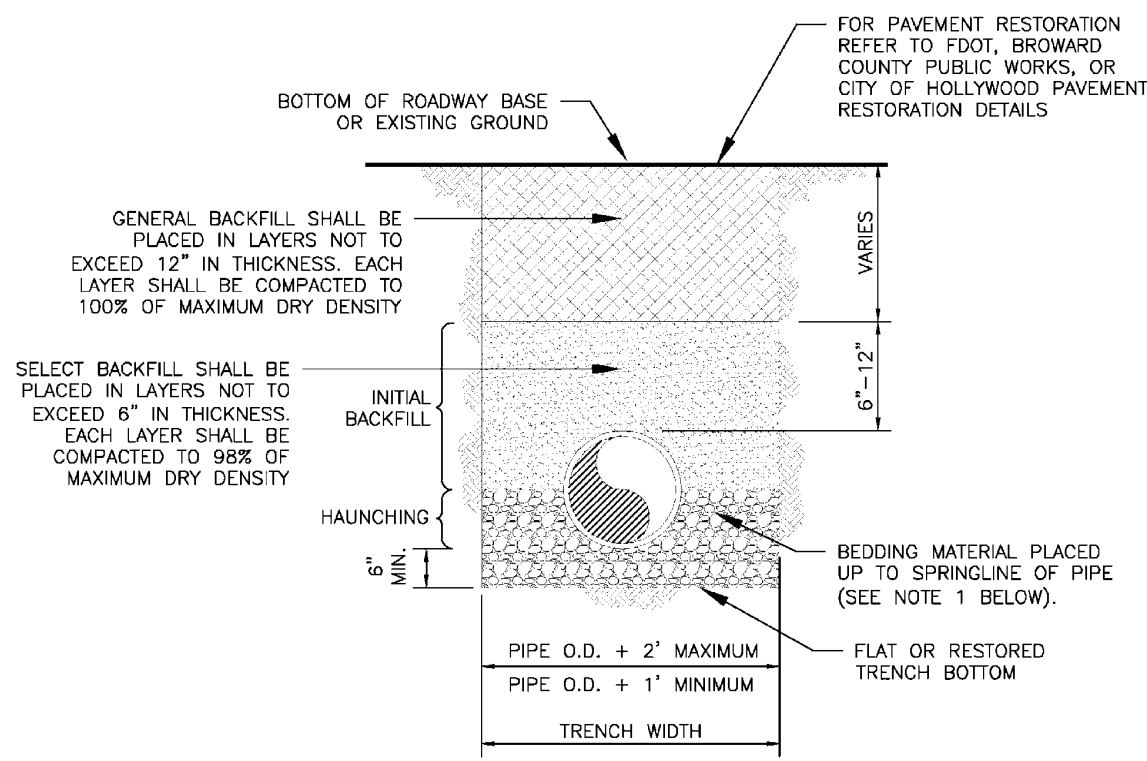 FOR PAVEMENT RESTORATION
REFER TO FDOT, BROWARD
COUNTY PUBLIC WORKS, OR
CITY OF HOLLYWOOD PAVEMENT
RESTORATION DETAILS
BOTTOM OF ROADWAY BASE
OR EXISTING GROUND
GENERAL BACKFILL SHALL BE
PLACED IN LAYERS NOT TO
EXCEED 12" IN THICKNESS. EACH
LAYER SHALL BE COMPACTED TO
100% OF MAXIMUM DRY DENSITY
VARIES
SELECT BACKFILL SHALL BE
PLACED IN LAYERS NOT TO
EXCEED 6" IN THICKNESS.
EACH LAYER SHALL BE
COMPACTED TO 98% OF
MAXIMUM DRY DENSITY
INITIAL
BACKFILL
6"-12"
HAUNCHING
6"
MIN.
BEDDING MATERIAL PLACED
UP TO SPRINGLINE OF PIPE
(SEE NOTE 1 BELOW).
FLAT OR RESTORED
TRENCH BOTTOM
PIPE O.D. + 2' MAXIMUM
PIPE O.D. + 1' MINIMUM
TRENCH WIDTH